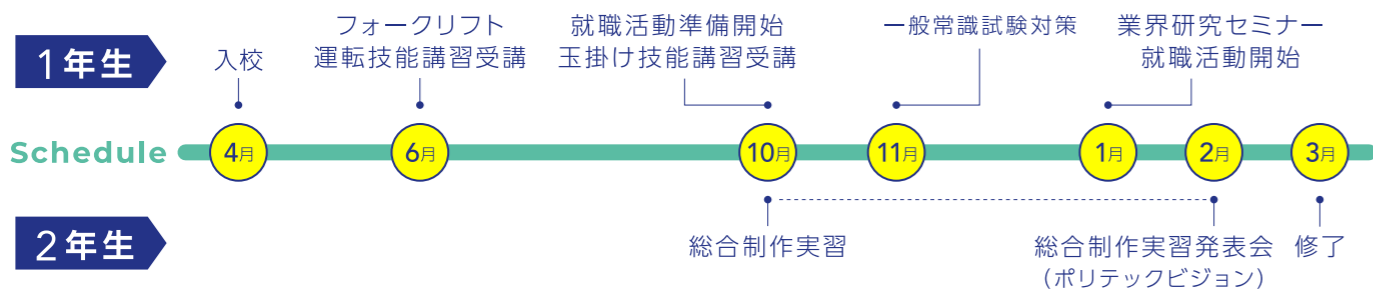 1年生
入校
フォークリフト
運転技能講習受講
就職活動準備開始
玉掛け技能講習受講
一般常識試験対策
業界研究セミナー
就職活動開始
Schedule
4月
6月
10月
11月
1月
2月
3月
2年生
総合制作実習
総合制作実習発表会
（ポリテックビジョン）
修了